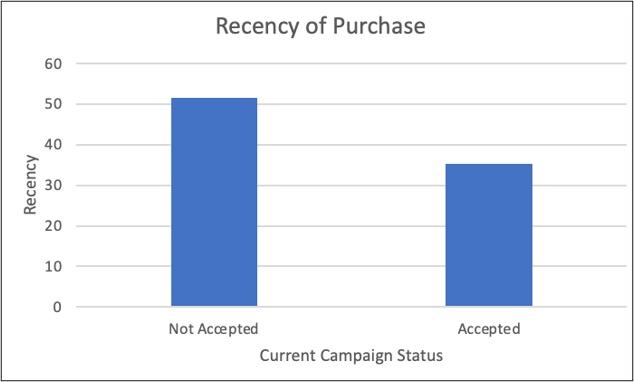 Recency of Purchase
60
50
40
30
20
10
0
Recency
Not Accepted
Accepted
Current Campaign Status